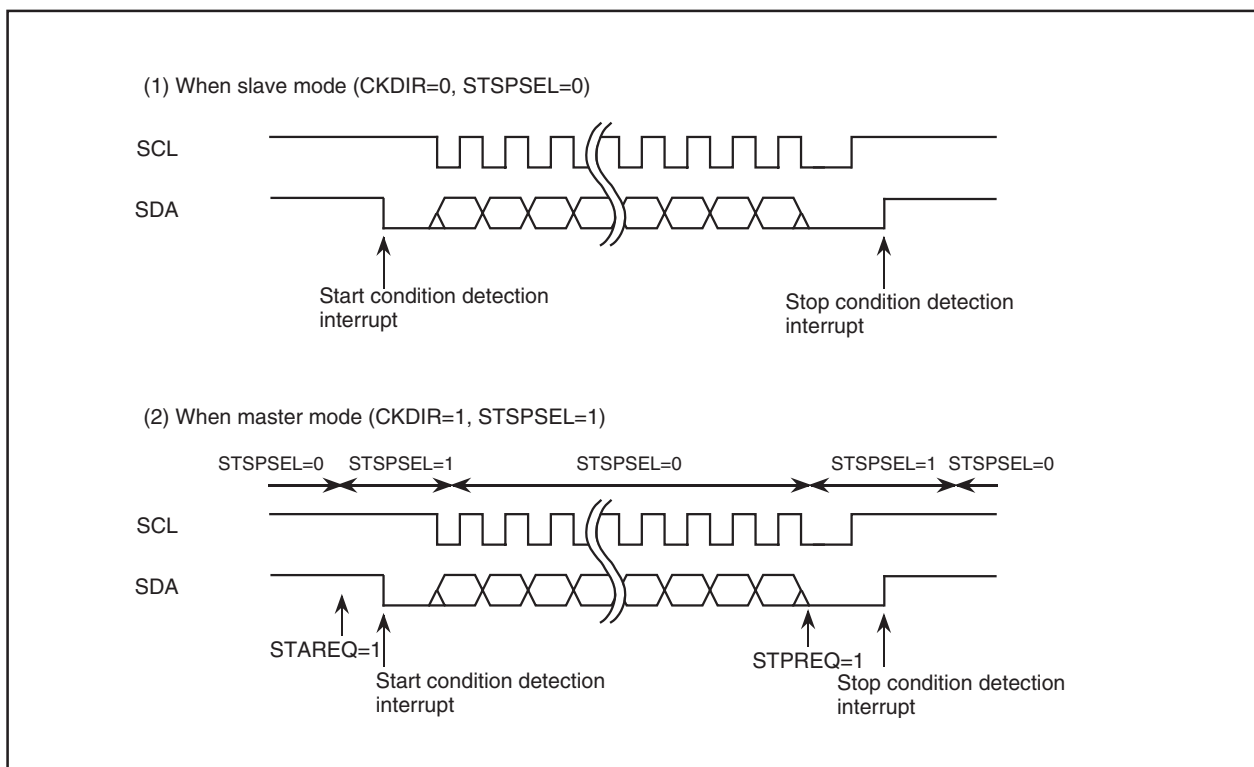 (1) When slave mode (CKDIR=0, STSPSEL=0)
SCL
SDA
Start condition detection
interrupt
Stop condition detection
interrupt
(2) When master mode (CKDIR=1, STSPSEL=1)
STSPSEL=0 STSPSEL=1 STSPSEL=0 STSPSEL=1 STSPSEL=0
SCL
SDA
STAREQ=1
Start condition detection
interrupt
STPREQ=1
Stop condition detection
interrupt